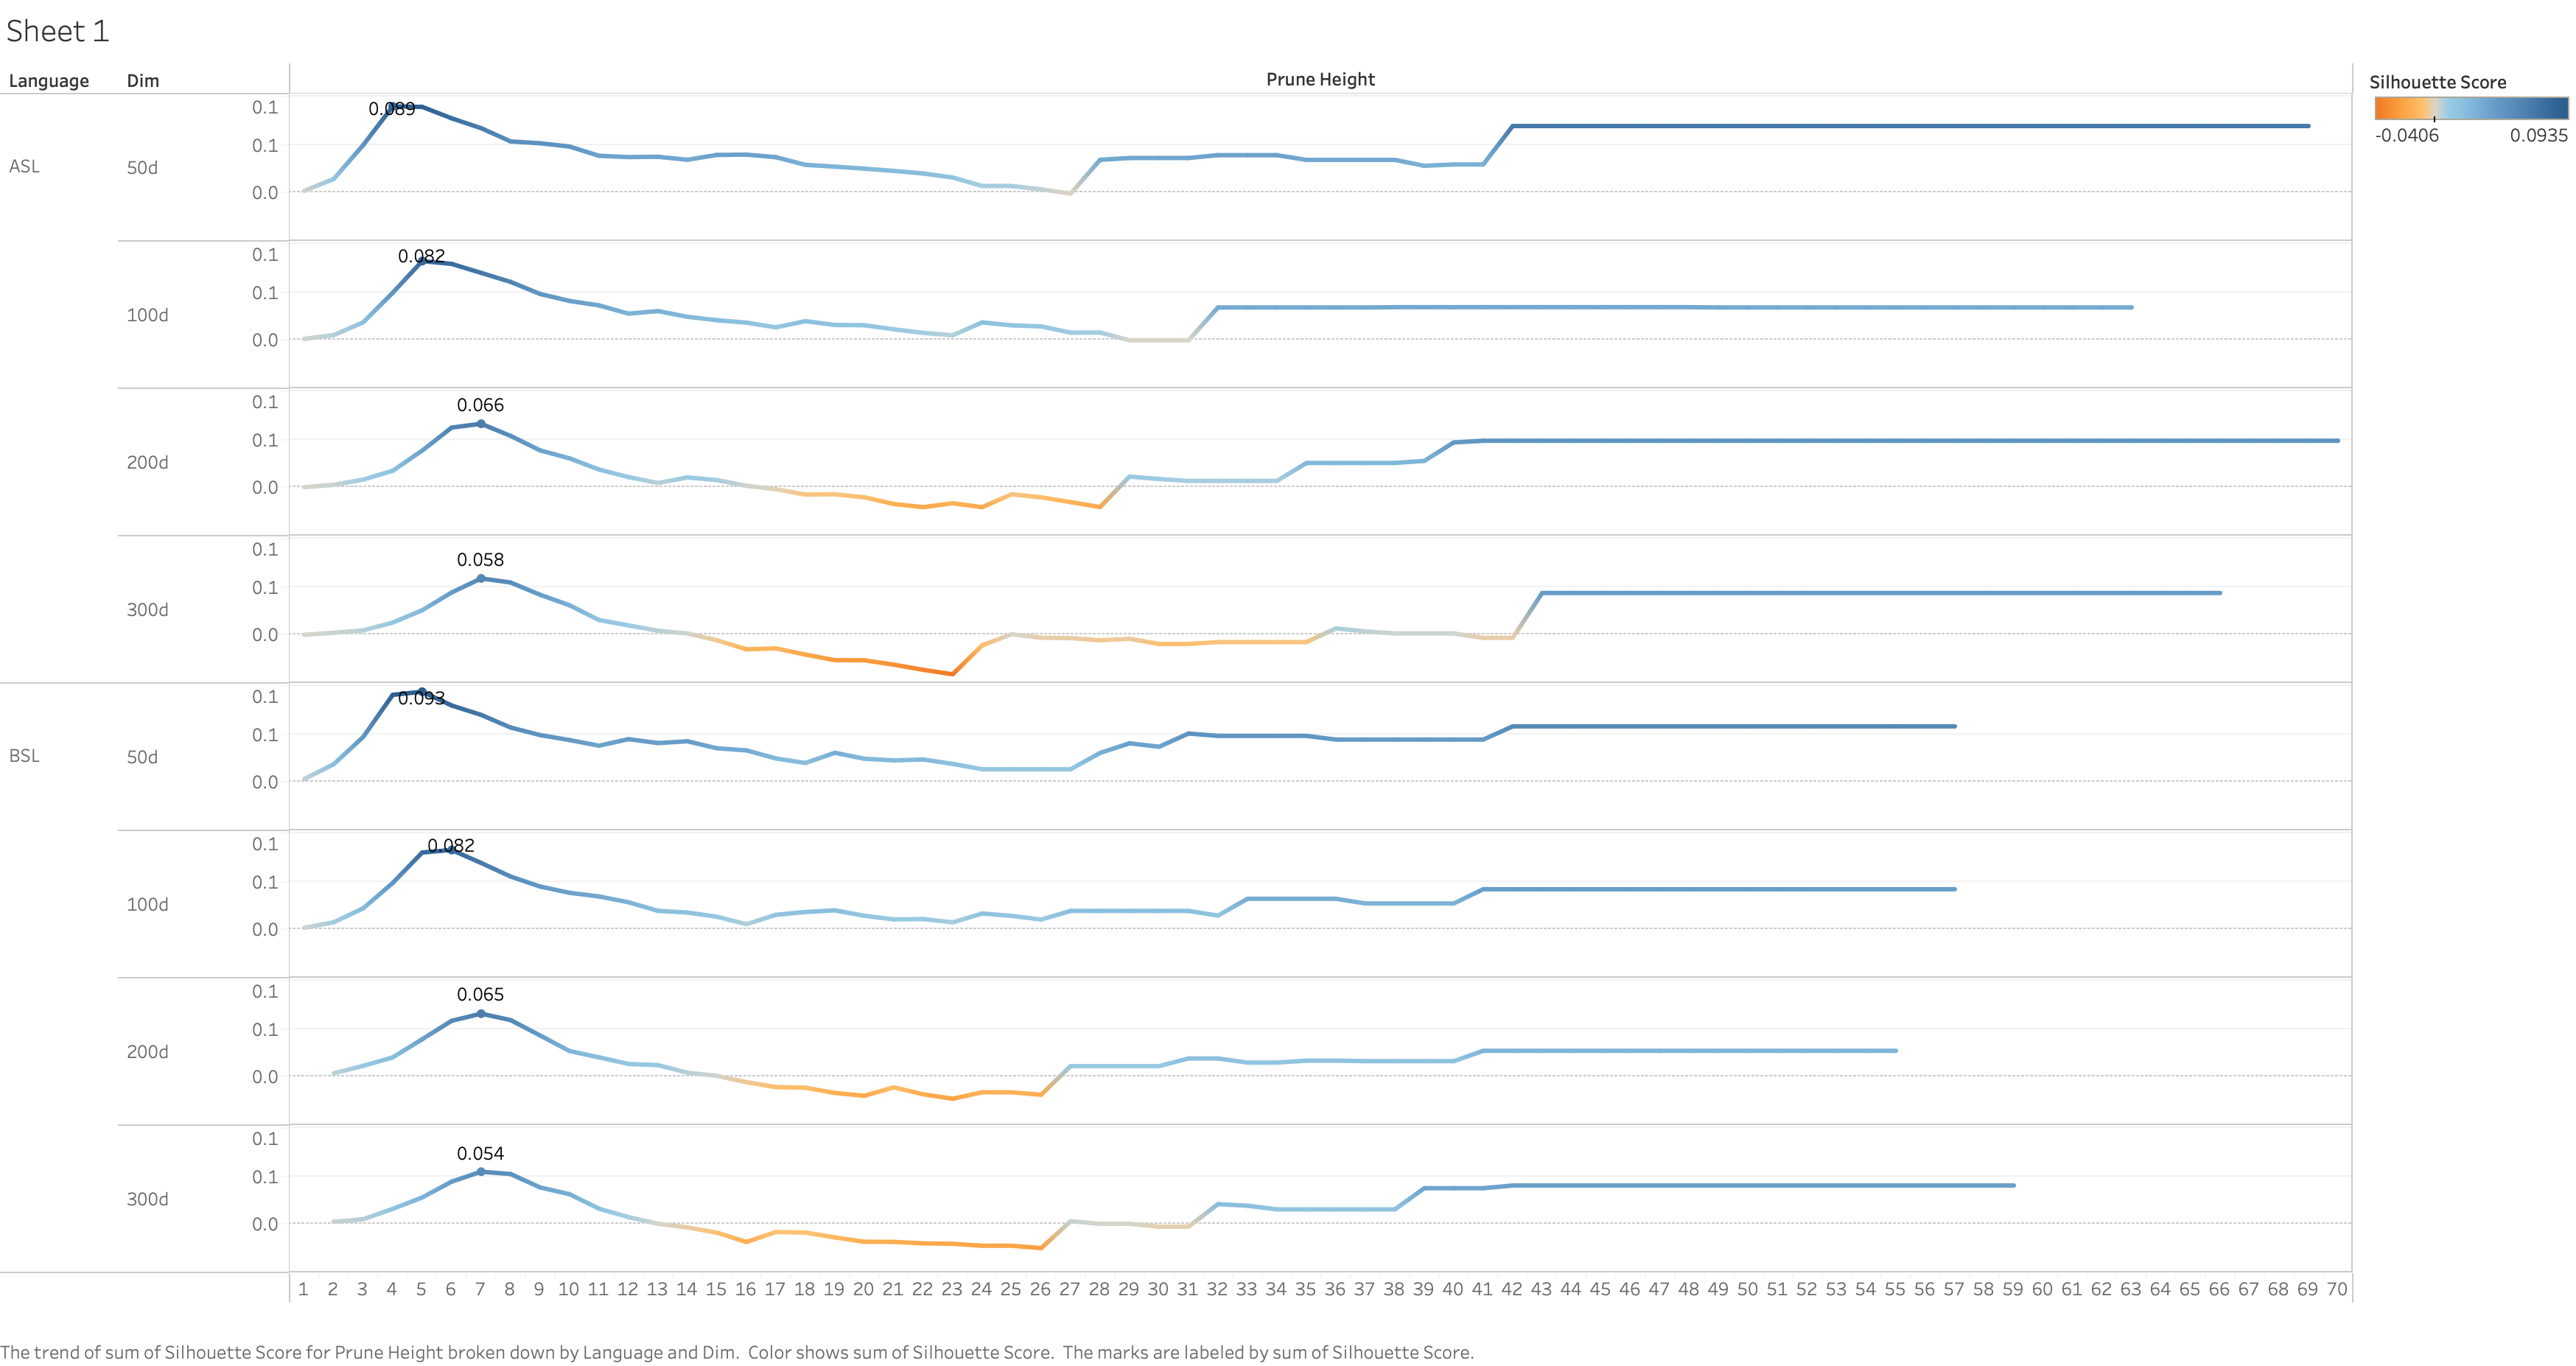 Sheet 1
Language Dim Prune Height Silhouette Score
-0.0406 0.0935
ASL 50d 0.1 0.1 0.0 0.089
100d 0.1 0.1 0.0 0.082
200d 0.1 0.1 0.0 0.066
300d 0.1 0.1 0.0 0.058
BSL 50d 0.1 0.1 0.0 0.093
100d 0.1 0.1 0.0 0.082
200d 0.1 0.1 0.0 0.065
300d 0.1 0.1 0.0 0.054
1 2 3 4 5 6 7 8 9 10 11 12 13 14 15 16 17 18 19 20 21 22 23 24 25 26 27 28 29 30 31 32 33 34 35 36 37 38 39 40 41 42 43 44 45 46 47 48 49 50 51 52 53 54 55 56 57 58 59 60 61 62 63 64 65 66 67 68 69 70
The trend of sum of Silhouette Score for Prune Height broken down by Language and Dim. Color shows sum of Silhouette Score. The marks are labeled by sum of Silhouette Score.